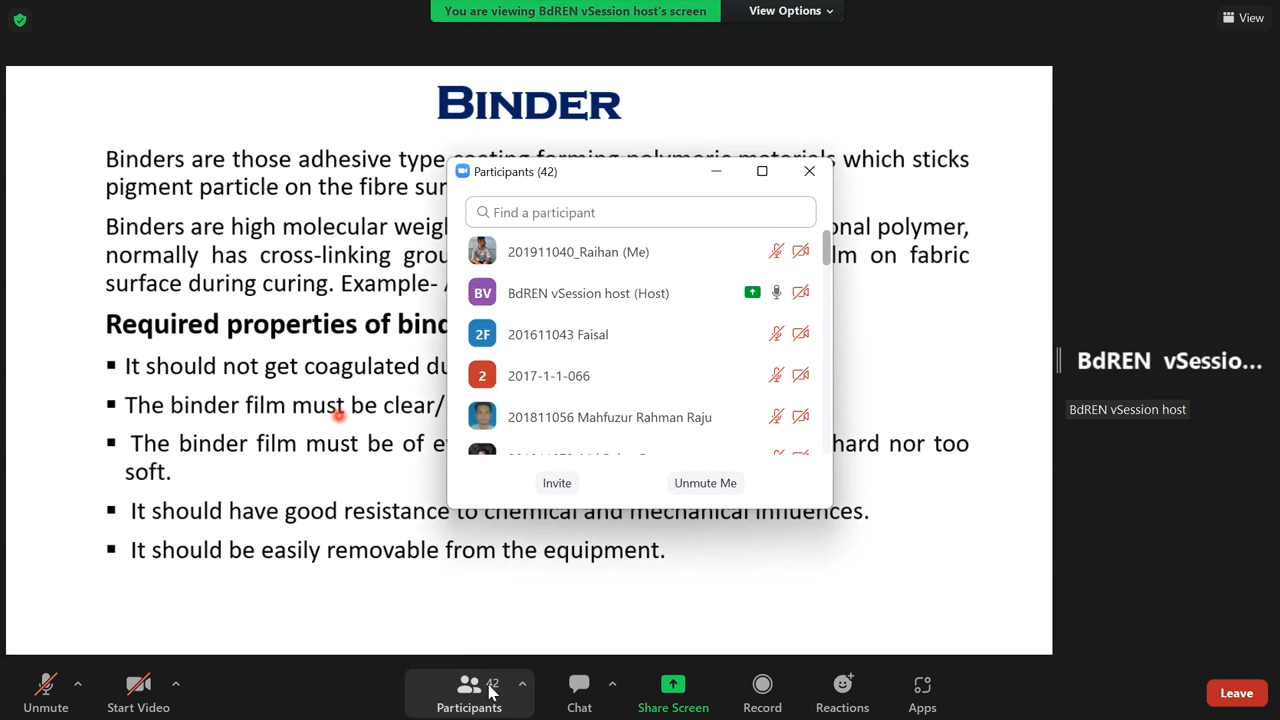 You are viewing BdREN vSession host's screen
View Options
View
BINDER
Binders are those adhesive type coating forming polymeric materials which sticks
pigment particle on the fibre sur
Binders are high molecular weigh onal polymer,
normally has cross-linking grou lm on fabric
surface during curing. Example-
Required properties of bind
▪ It should not get coagulated du
▪ The binder film must be clear/
▪ The binder film must be of ev hard nor too
soft.
▪ It should have good resistance to chemical and mechanical influences.
▪ It should be easily removable from the equipment.
Participants (42)
Find a participant
201911040_Raihan (Me)
BV BdREN vSession host (Host)
2F 201611043 Faisal
2 2017-1-1-066
201811056 Mahfuzur Rahman Raju
Invite
Unmute Me
BdREN vSessio...
BdREN vSession host
Unmute
Start Video
42
Participants
Chat
Share Screen
Record
Reactions
Apps
Leave